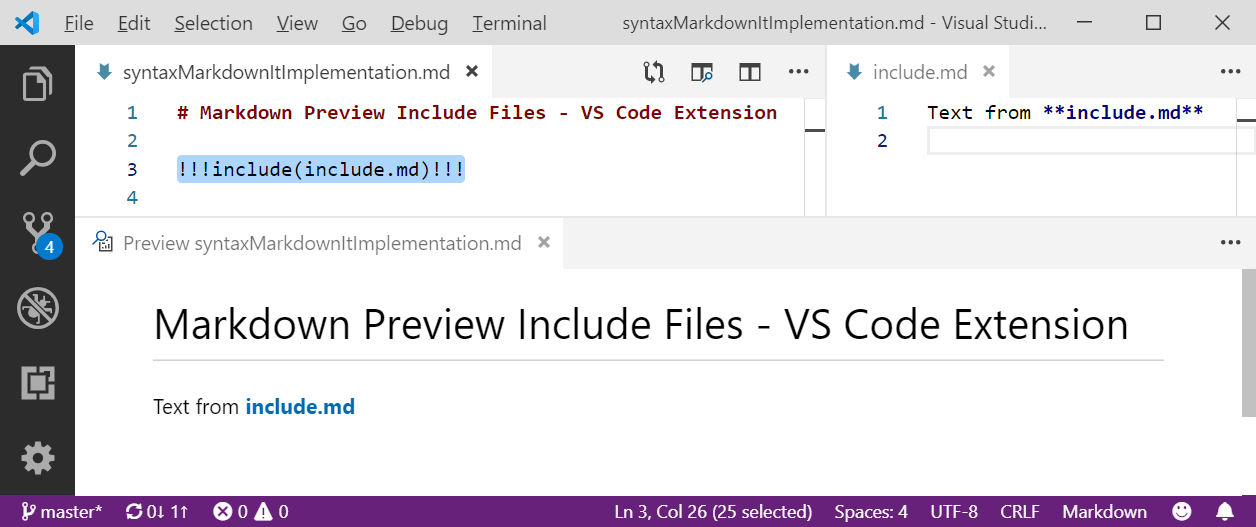 File Edit Selection View Go Debug Terminal syntaxMarkdownItImplementation.md - Visual Studi...
syntaxMarkdownItImplementation.md
1 # Markdown Preview Include Files - VS Code Extension
2
3 !!!include(include.md)!!!
4
include.md
1 Text from **include.md**
2
Preview syntaxMarkdownItImplementation.md
Markdown Preview Include Files - VS Code Extension
Text from include.md
4
master* 0↓ 1↑ 0 0 Ln 3, Col 26 (25 selected) Spaces: 4 UTF-8 CRLF Markdown